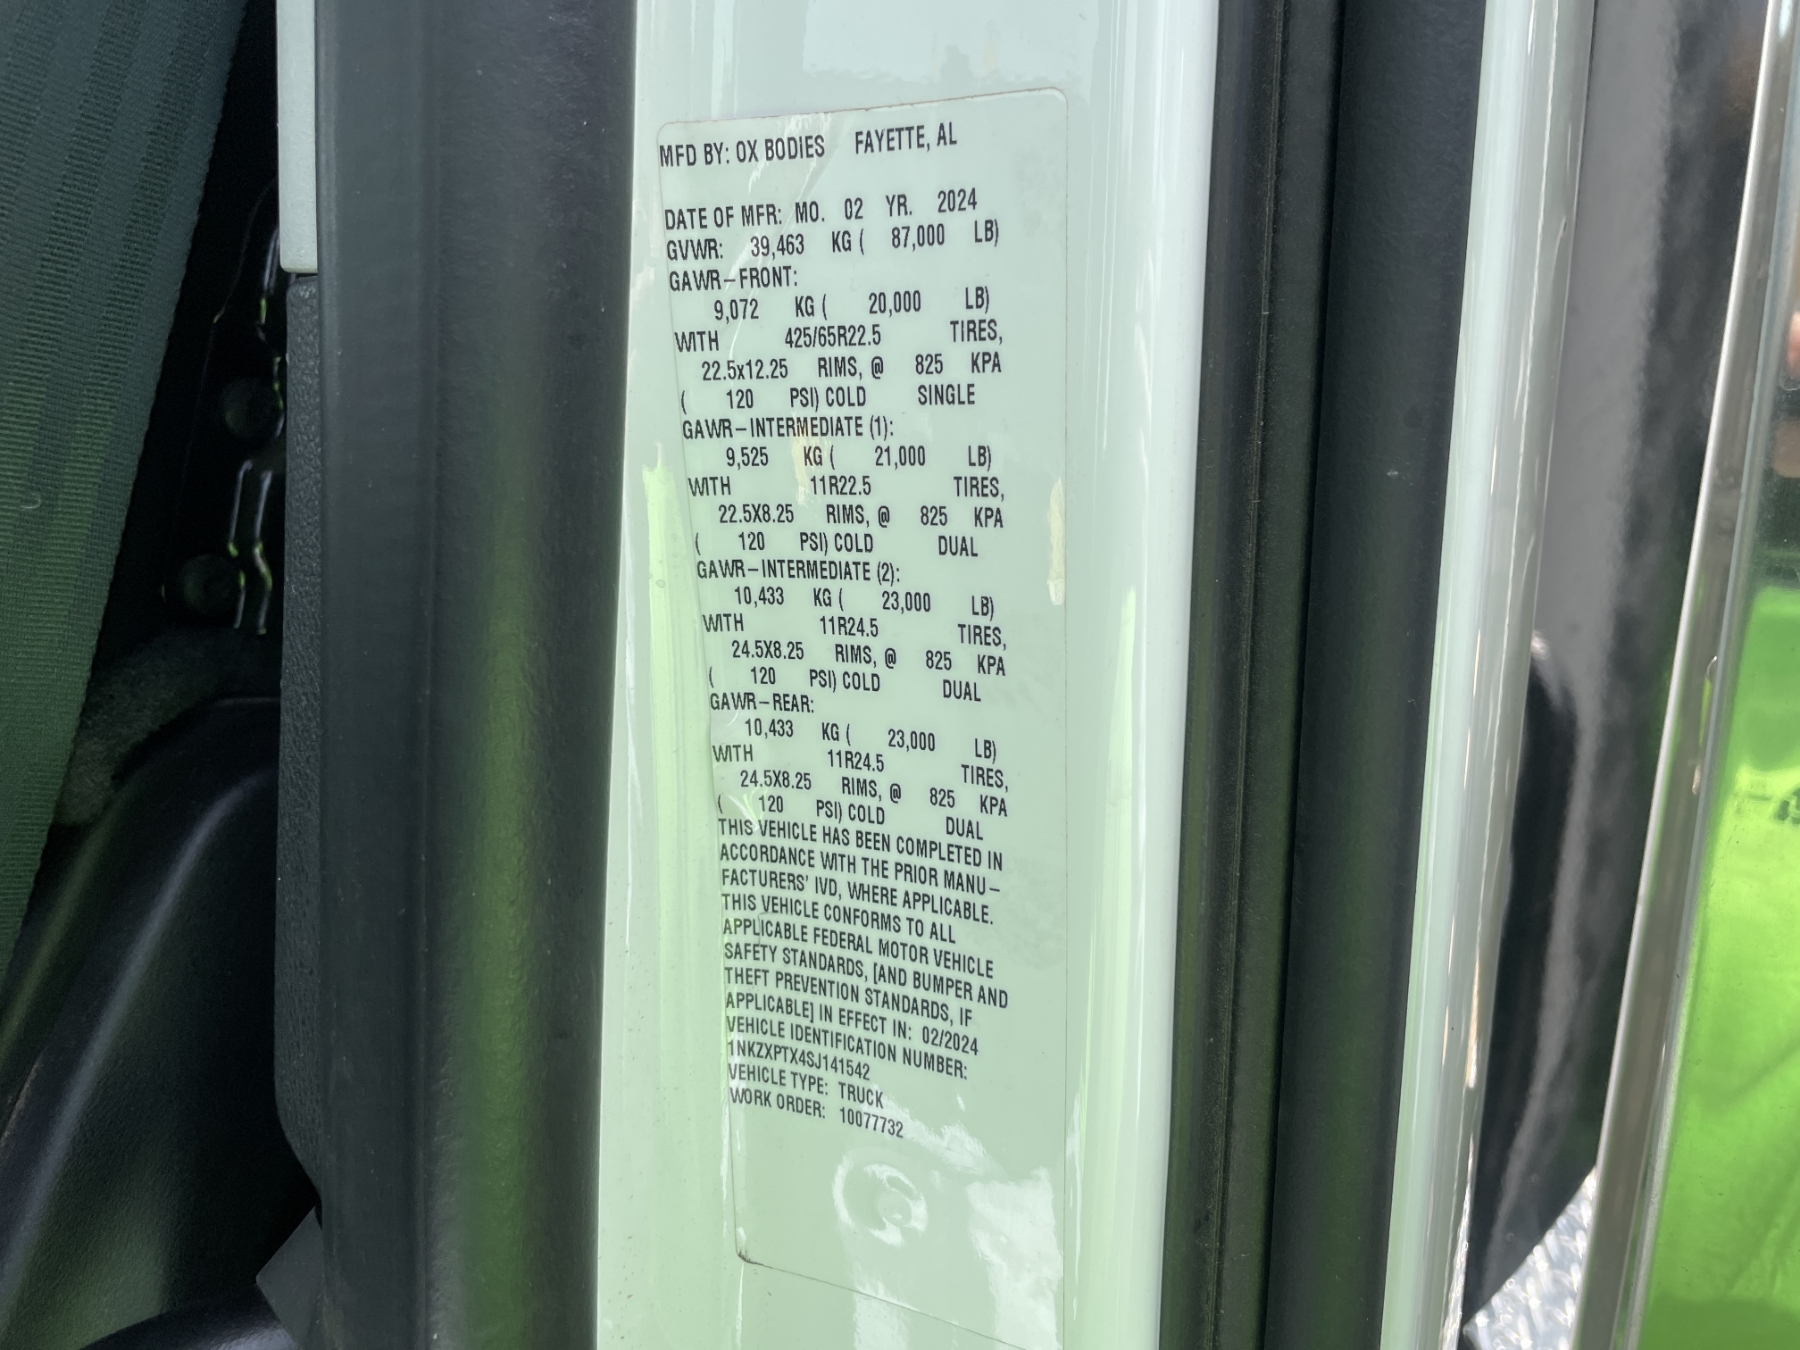 MFD BY: OX BODIES FAYETTE, AL
DATE OF MFR: MO. 02 YR. 2024
GVWR: 39,463 KG ( 87,000 LB)
GAWR-FRONT:
9,072 KG ( 20,000 LB)
WITH 425/65R22.5 TIRES,
22.5x12.25 RIMS, @ 825 KPA
( 120 PSI) COLD SINGLE
GAWR-INTERMEDIATE (1):
9,525 KG ( 21,000 LB)
WITH 11R22.5 TIRES,
22.5X8.25 RIMS, @ 825 KPA
( 120 PSI) COLD DUAL
GAWR-INTERMEDIATE (2):
10,433 KG ( 23,000 LB)
WITH 11R24.5 TIRES,
24.5X8.25 RIMS, @ 825 KPA
( 120 PSI) COLD DUAL
GAWR-REAR:
10,433 KG ( 23,000 LB)
WITH 11R24.5 TIRES,
24.5X8.25 RIMS, @ 825 KPA
( 120 PSI) COLD DUAL
THIS VEHICLE HAS BEEN COMPLETED IN
ACCORDANCE WITH THE PRIOR MANU-
FACTURERS' IVD, WHERE APPLICABLE.
THIS VEHICLE CONFORMS TO ALL
APPLICABLE FEDERAL MOTOR VEHICLE
SAFETY STANDARDS, [AND BUMPER AND
THEFT PREVENTION STANDARDS, IF
APPLICABLE] IN EFFECT IN: 02/2024
VEHICLE IDENTIFICATION NUMBER:
1NKZXPTX4SJ141542
VEHICLE TYPE: TRUCK
WORK ORDER: 10077732